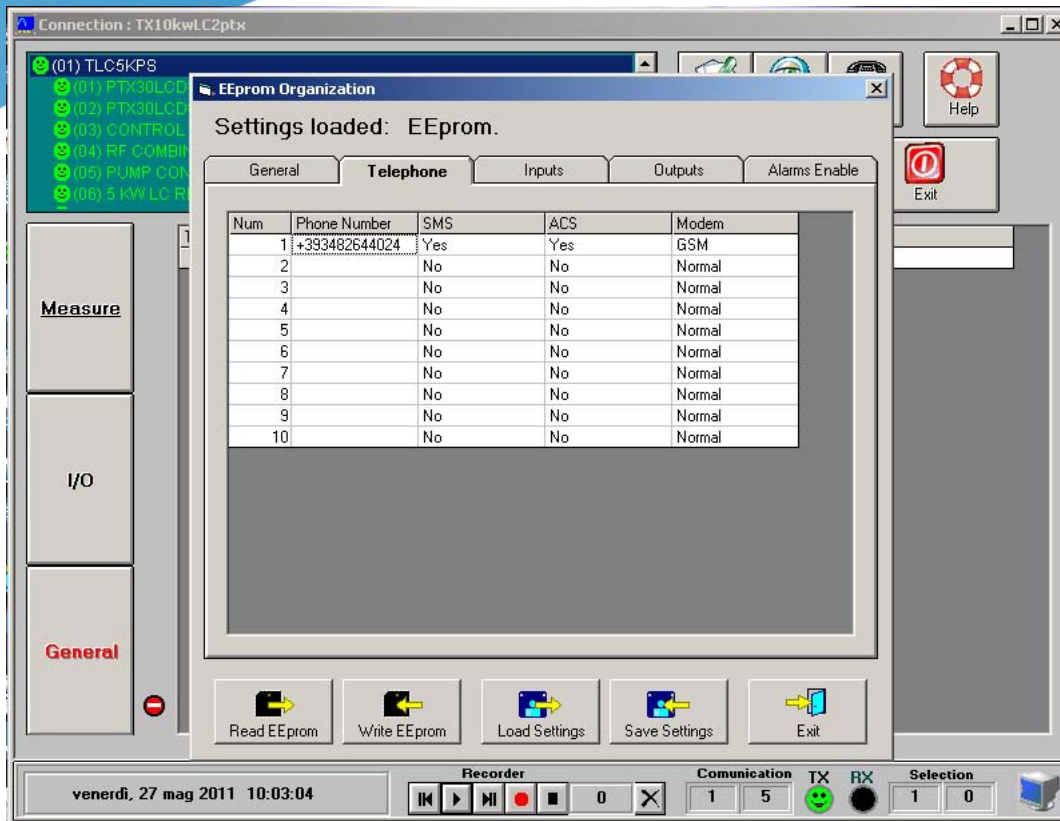 Connection : TX10kwLC2ptx
(01) TLC5KPS
(01) PTX30LCD
(02) PTX30LCD
(03) CONTROL
(04) RF COMBIN
(05) PUMP CON
(06) 5 KW LC R
Help
Exit
EEprom Organization
Settings loaded: EEprom.
General Telephone Inputs Outputs Alarms Enable
Num Phone Number SMS ACS Modem
1 +393482644024 Yes Yes GSM
2 No No Normal
3 No No Normal
4 No No Normal
5 No No Normal
6 No No Normal
7 No No Normal
8 No No Normal
9 No No Normal
10 No No Normal
Measure
I/O
General
Read EEprom Write EEprom Load Settings Save Settings Exit
Recorder Comunication TX RX Selection
venerdì, 27 mag 2011 10:03:04 0 1 5 1 0